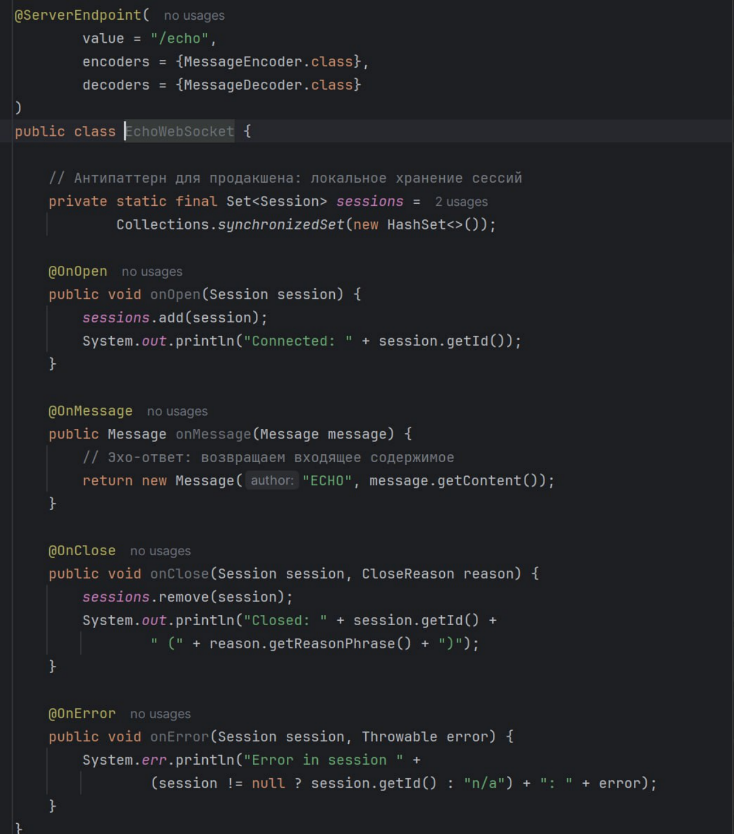 @ServerEndpoint( no usages
value = "/echo",
encoders = {MessageEncoder.class},
decoders = {MessageDecoder.class}
)
public class EchoWebSocket {
// Антипаттерн для продакшена: локальное хранение сессий
private static final Set<Session> sessions = 2 usages
Collections.synchronizedSet(new HashSet<>());
@OnOpen no usages
public void onOpen(Session session) {
sessions.add(session);
System.out.println("Connected: " + session.getId());
}
@OnMessage no usages
public Message onMessage(Message message) {
// Эхо-ответ: возвращаем входящее содержимое
return new Message( author: "ECHO", message.getContent());
}
@OnClose no usages
public void onClose(Session session, CloseReason reason) {
sessions.remove(session);
System.out.println("Closed: " + session.getId() +
" (" + reason.getReasonPhrase() + ")");
}
@OnError no usages
public void onError(Session session, Throwable error) {
System.err.println("Error in session " +
(session != null ? session.getId() : "n/a") + ": " + error);
}
}